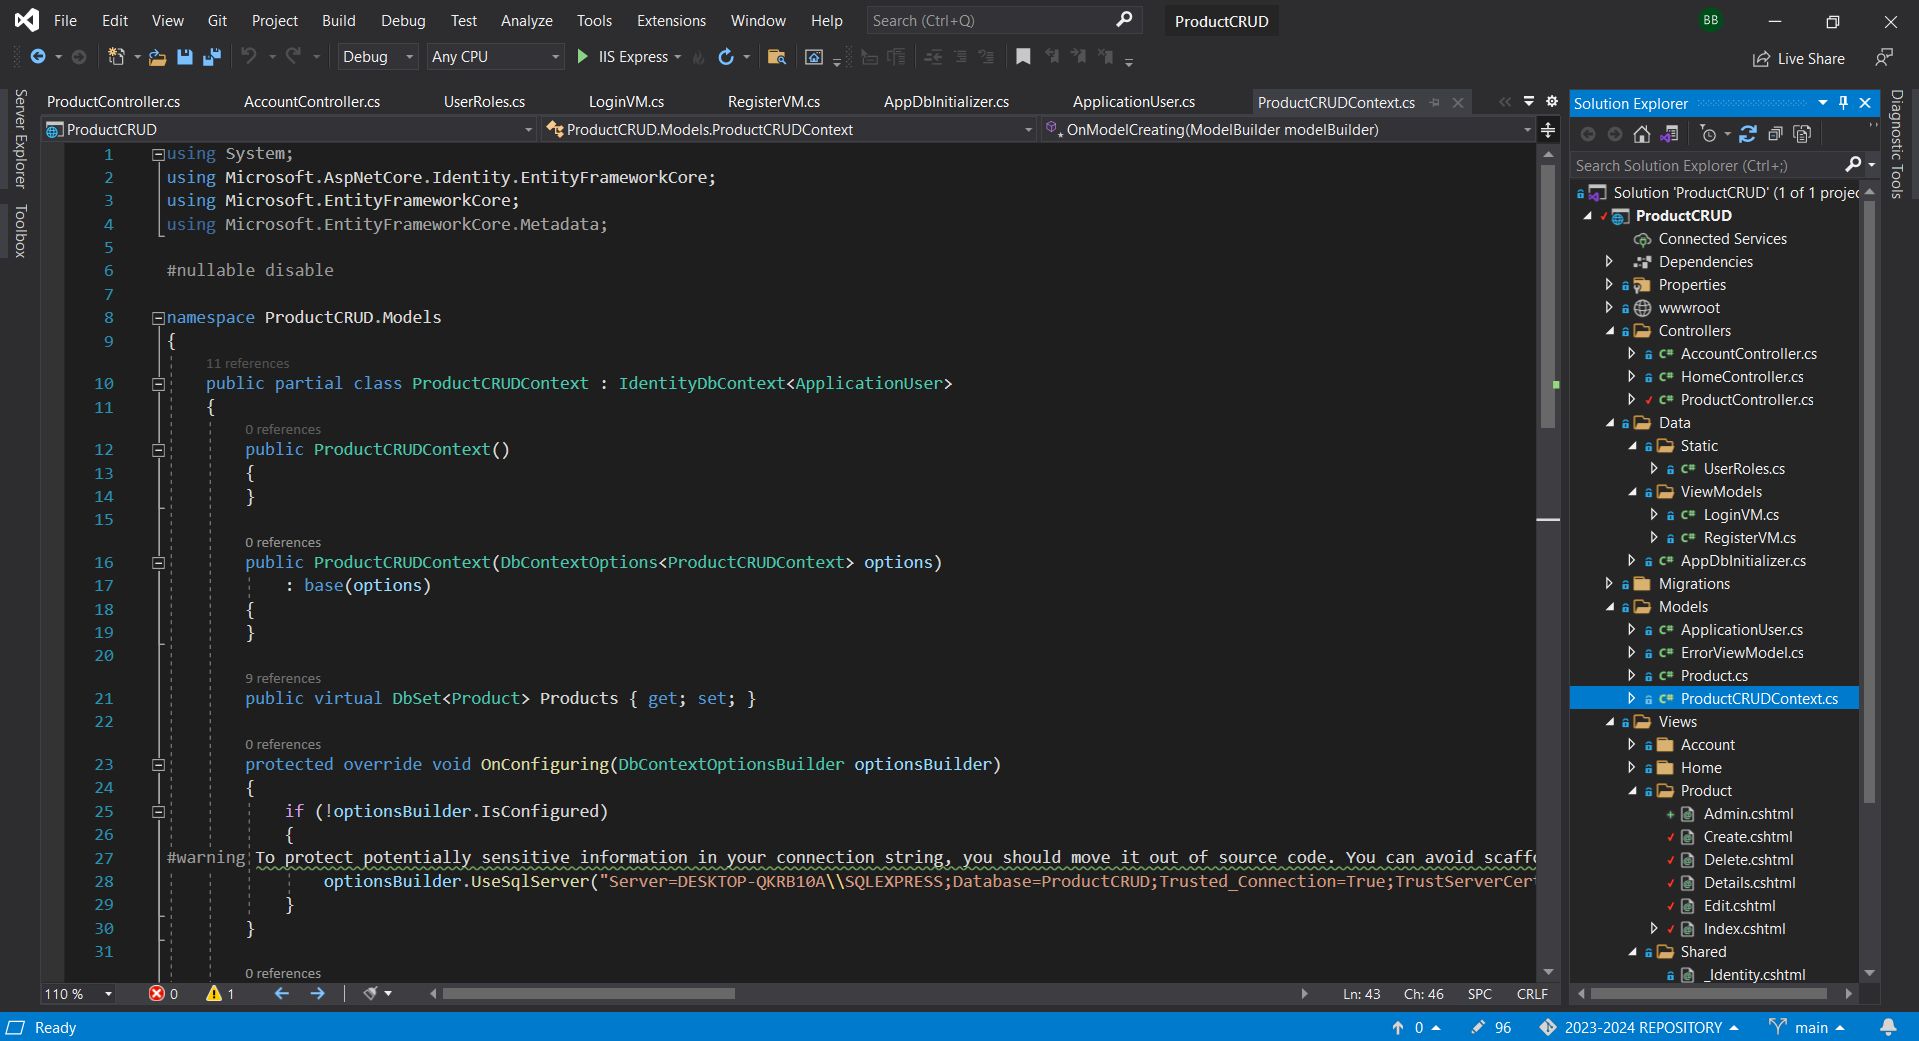 File Edit View Git Project Build Debug Test Analyze Tools Extensions Window Help Search (Ctrl+Q) ProductCRUD BB
Debug Any CPU IIS Express Live Share
Server Explorer
Toolbox
ProductController.cs AccountController.cs UserRoles.cs LoginVM.cs RegisterVM.cs AppDbInitializer.cs ApplicationUser.cs ProductCRUDContext.cs
ProductCRUD ProductCRUD.Models.ProductCRUDContext OnModelCreating(ModelBuilder modelBuilder)
1 using System;
2 using Microsoft.AspNetCore.Identity.EntityFrameworkCore;
3 using Microsoft.EntityFrameworkCore;
4 using Microsoft.EntityFrameworkCore.Metadata;
5
6 #nullable disable
7
8 namespace ProductCRUD.Models
9 {
11 references
10 public partial class ProductCRUDContext : IdentityDbContext<ApplicationUser>
11 {
0 references
12 public ProductCRUDContext()
13 {
14 }
15
0 references
16 public ProductCRUDContext(DbContextOptions<ProductCRUDContext> options)
17 : base(options)
18 {
19 }
20
9 references
21 public virtual DbSet<Product> Products { get; set; }
22
0 references
23 protected override void OnConfiguring(DbContextOptionsBuilder optionsBuilder)
24 {
25 if (!optionsBuilder.IsConfigured)
26 {
27 #warning To protect potentially sensitive information in your connection string, you should move it out of source code. You can avoid scaffo
28 optionsBuilder.UseSqlServer("Server=DESKTOP-QKRB10A\\SQLEXPRESS;Database=ProductCRUD;Trusted_Connection=True;TrustServerCert
29 }
30 }
31
0 references
110 % 0 1 Ln: 43 Ch: 46 SPC CRLF
Solution Explorer
Search Solution Explorer (Ctrl+;)
Solution 'ProductCRUD' (1 of 1 projec
ProductCRUD
Connected Services
Dependencies
Properties
wwwroot
Controllers
C# AccountController.cs
C# HomeController.cs
C# ProductController.cs
Data
Static
C# UserRoles.cs
ViewModels
C# LoginVM.cs
C# RegisterVM.cs
C# AppDbInitializer.cs
Migrations
Models
C# ApplicationUser.cs
C# ErrorViewModel.cs
C# Product.cs
C# ProductCRUDContext.cs
Views
Account
Home
Product
Admin.cshtml
Create.cshtml
Delete.cshtml
Details.cshtml
Edit.cshtml
Index.cshtml
Shared
_Identity.cshtml
Diagnostic Tools
Ready 0 96 2023-2024 REPOSITORY main